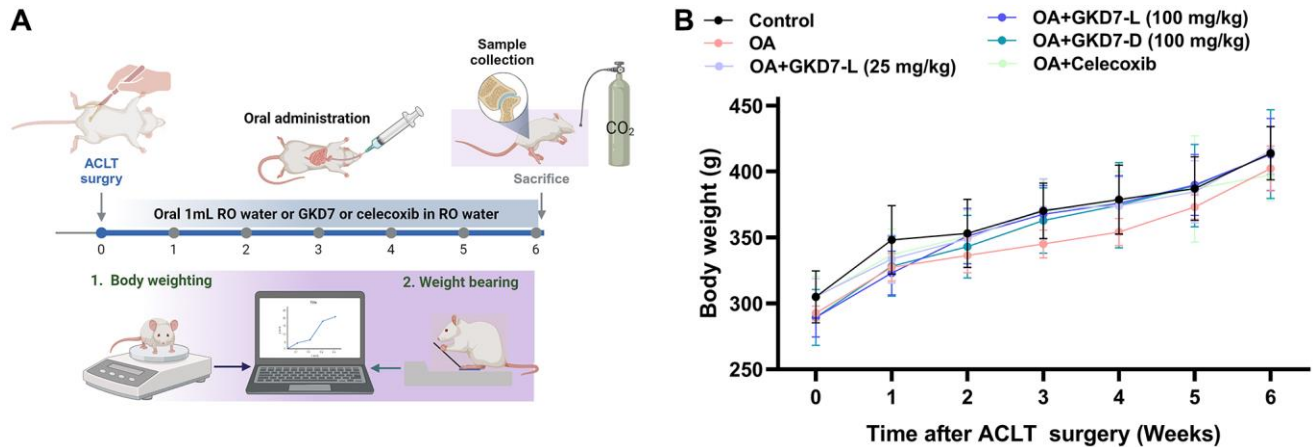 A
ACLT
surgry
Oral administration
Sample
collection
CO₂
Sacrifice
Oral 1mL RO water or GKD7 or celecoxib in RO water
0 1 2 3 4 5 6
1. Body weighting
2. Weight bearing
B
Control
OA
OA+GKD7-L (25 mg/kg)
OA+GKD7-L (100 mg/kg)
OA+GKD7-D (100 mg/kg)
OA+Celecoxib
Body weight (g)
450
400
350
300
250
0 1 2 3 4 5 6
Time after ACLT surgery (Weeks)